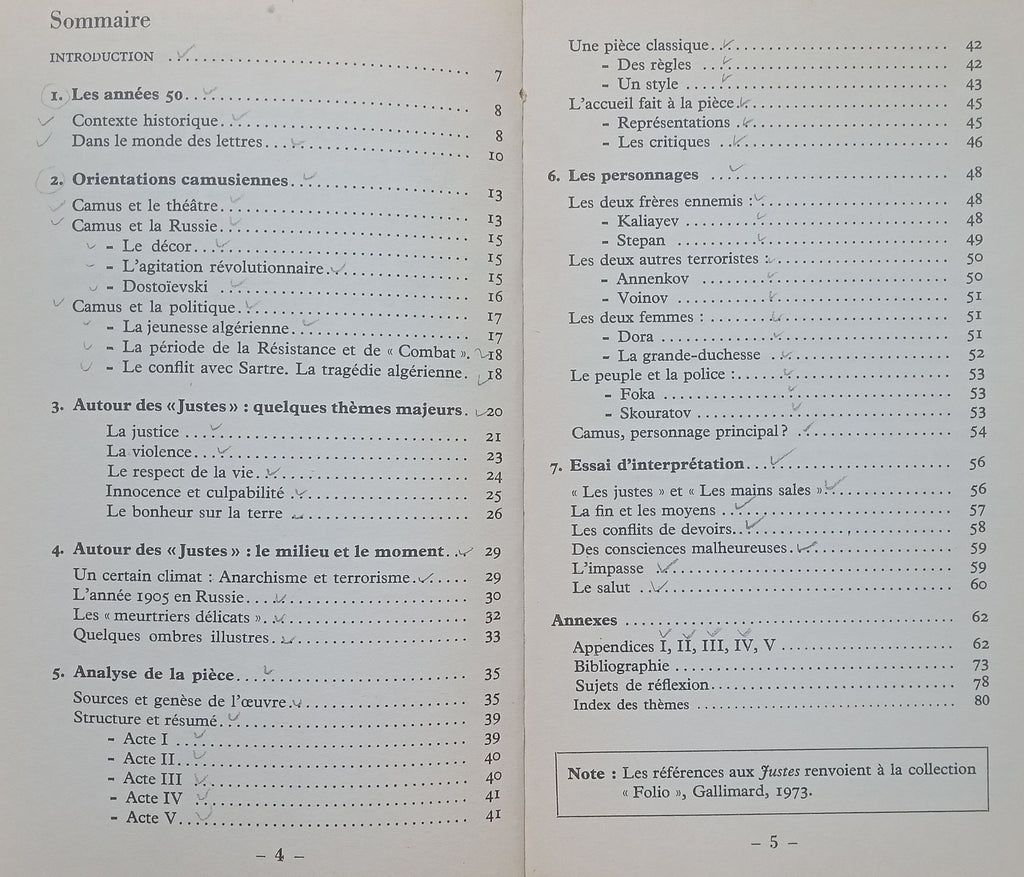 Sommaire
INTRODUCTION . . . . . . . . . . 7
1. Les années 50 . . . . . . . . . . 8
Contexte historique . . . . . . . . . . 8
Dans le monde des lettres . . . . . . . . . . 10
2. Orientations camusiennes . . . . . . . . . . 13
Camus et le théâtre . . . . . . . . . . 13
Camus et la Russie . . . . . . . . . . 15
- Le décor . . . . . . . . . . 15
- L'agitation révolutionnaire . . . . . . . . . . 15
- Dostoïevski . . . . . . . . . . 16
Camus et la politique . . . . . . . . . . 17
- La jeunesse algérienne . . . . . . . . . . 17
- La période de la Résistance et de « Combat ». 18
- Le conflit avec Sartre. La tragédie algérienne. 18
3. Autour des « Justes » : quelques thèmes majeurs. 20
La justice . . . . . . . . . . 21
La violence . . . . . . . . . . 23
Le respect de la vie . . . . . . . . . . 24
Innocence et culpabilité . . . . . . . . . . 25
Le bonheur sur la terre . . . . . . . . . . 26
4. Autour des « Justes » : le milieu et le moment . . 29
Un certain climat : Anarchisme et terrorisme . . . . . . 29
L'année 1905 en Russie . . . . . . . . . . 30
Les « meurtriers délicats » . . . . . . . . . . 32
Quelques ombres illustres . . . . . . . . . . 33
5. Analyse de la pièce . . . . . . . . . . 35
Sources et genèse de l'œuvre . . . . . . . . . . 35
Structure et résumé . . . . . . . . . . 39
- Acte I . . . . . . . . . . 39
- Acte II . . . . . . . . . . 40
- Acte III . . . . . . . . . . 40
- Acte IV . . . . . . . . . . 41
- Acte V . . . . . . . . . . 41
- 4 -
Une pièce classique . . . . . . . . . . 42
- Des règles . . . . . . . . . . 42
- Un style . . . . . . . . . . 43
L'accueil fait à la pièce . . . . . . . . . . 45
- Représentations . . . . . . . . . . 45
- Les critiques . . . . . . . . . . 46
6. Les personnages . . . . . . . . . . 48
Les deux frères ennemis : . . . . . . . . . . 48
- Kaliayev . . . . . . . . . . 48
- Stepan . . . . . . . . . . 49
Les deux autres terroristes : . . . . . . . . . . 50
- Annenkov . . . . . . . . . . 50
- Voinov . . . . . . . . . . 51
Les deux femmes : . . . . . . . . . . 51
- Dora . . . . . . . . . . 51
- La grande-duchesse . . . . . . . . . . 52
Le peuple et la police : . . . . . . . . . . 53
- Foka . . . . . . . . . . 53
- Skouratov . . . . . . . . . . 53
Camus, personnage principal ? . . . . . . . . . . 54
7. Essai d'interprétation . . . . . . . . . . 56
« Les justes » et « Les mains sales » . . . . . . . . . . 56
La fin et les moyens . . . . . . . . . . 57
Les conflits de devoirs . . . . . . . . . . 58
Des consciences malheureuses . . . . . . . . . . 59
L'impasse . . . . . . . . . . 59
Le salut . . . . . . . . . . 60
Annexes . . . . . . . . . . 62
Appendices I, II, III, IV, V . . . . . . . . . . 62
Bibliographie . . . . . . . . . . 73
Sujets de réflexion . . . . . . . . . . 78
Index des thèmes . . . . . . . . . . 80
Note : Les références aux Justes renvoient à la collection
« Folio », Gallimard, 1973.
- 5 -